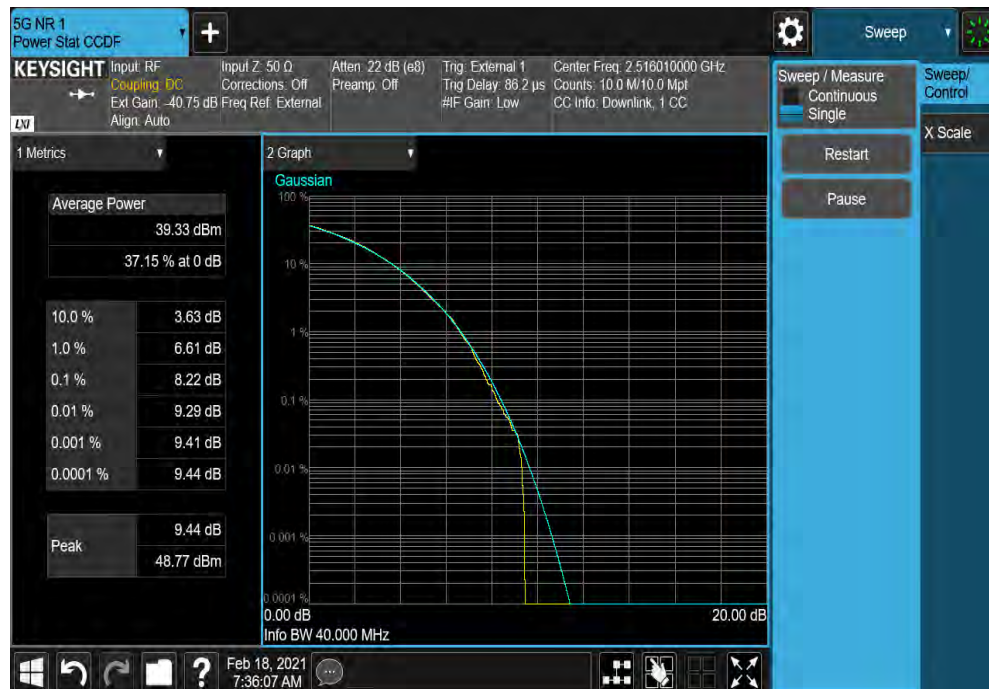 5G NR 1
Power Stat CCDF
+
Sweep
KEYSIGHT
LXI
Input: RF
Coupling: DC
Ext Gain: -40.75 dB
Align: Auto
Input Z: 50 Ω
Corrections: Off
Freq Ref: External
Atten: 22 dB (e8)
Preamp: Off
Trig: External 1
Trig Delay: 86.2 µs
#IF Gain: Low
Center Freq: 2.516010000 GHz
Counts: 10.0 M/10.0 Mpt
CC Info: Downlink, 1 CC
Sweep / Measure
Continuous
Single
Restart
Pause
Sweep/
Control
X Scale
1 Metrics
Average Power
39.33 dBm
37.15 % at 0 dB
10.0 % 3.63 dB
1.0 % 6.61 dB
0.1 % 8.22 dB
0.01 % 9.29 dB
0.001 % 9.41 dB
0.0001 % 9.44 dB
Peak 9.44 dB
48.77 dBm
2 Graph
Gaussian
100 %
10 %
1 %
0.1 %
0.01 %
0.001 %
0.0001 %
0.00 dB 20.00 dB
Info BW 40.000 MHz
?
Feb 18, 2021
7:36:07 AM